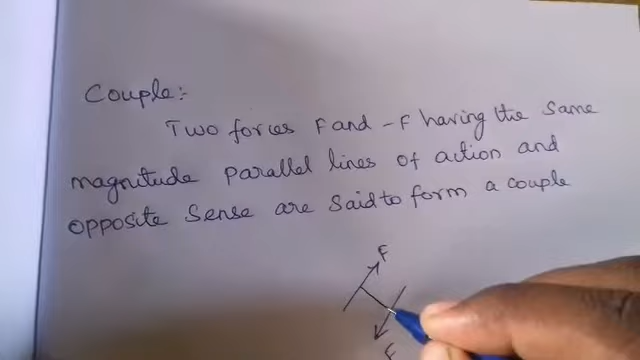 Couple:-
Two forces F and -F having the same
magnitude parallel lines of action and
opposite sense are said to form a couple
F
F